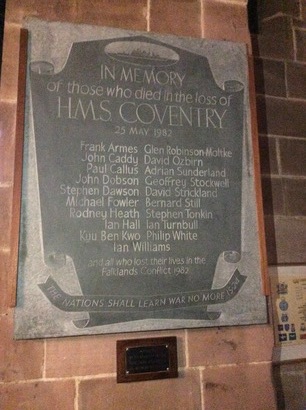 IN MEMORY
of those who died in the loss of
H.M.S. COVENTRY
25 MAY 1982
Frank Armes Glen Robinson-Moltke
John Caddy David Ozbirn
Paul Callus Adrian Sunderland
John Dobson Geoffrey Stockwell
Stephen Dawson David Strickland
Michael Fowler Bernard Still
Rodney Heath Stephen Tonkin
Ian Hall Ian Turnbull
Kuu Ben Kwo Philip White
Ian Williams
and all who lost their lives in the
Falklands Conflict 1982
THE NATIONS SHALL LEARN WAR NO MORE